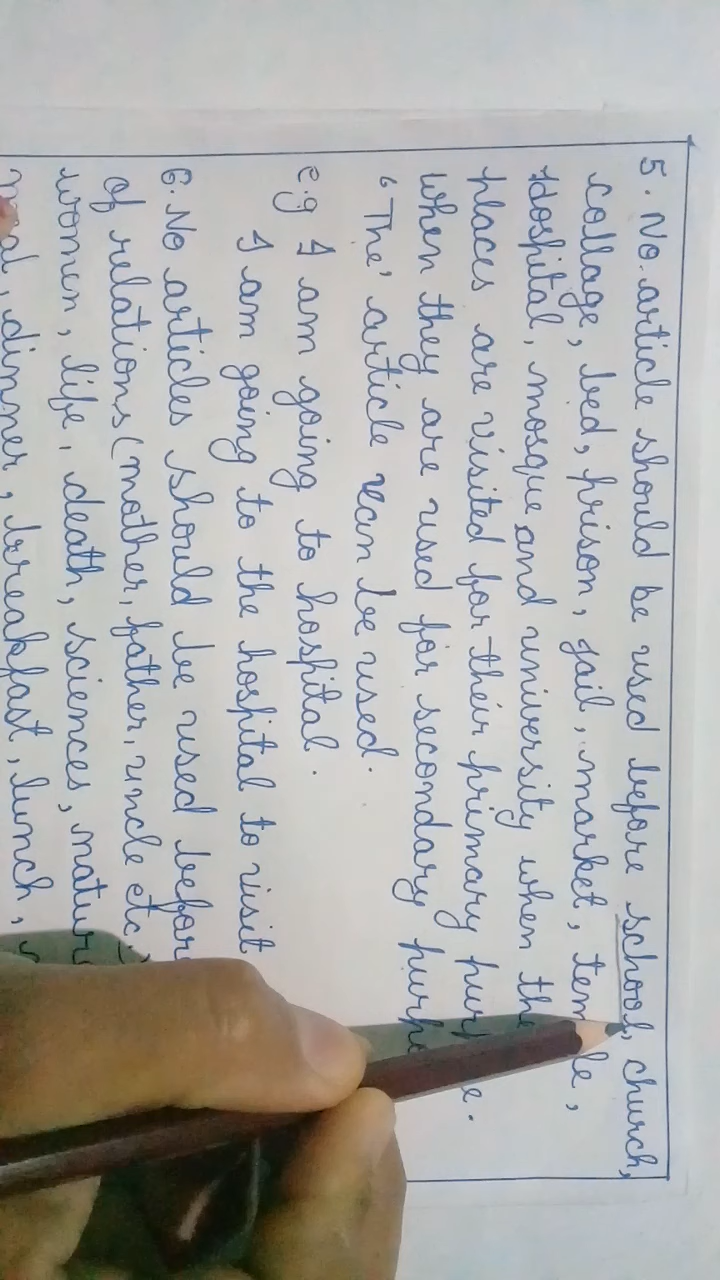 5. No article should be used before school, church,
collage, bed, prison, jail, market, temple,
Hospital, mosque and university when the
places are visited for their primary purpose.
when they are used for secondary
'The' article can be used.
e.g I am going to hospital.
I am going to the hospital to visit
6. No articles should be used
of relations (mother, father, uncle etc.)
women, life, death, sciences,
dinner, breakfast, lunch,